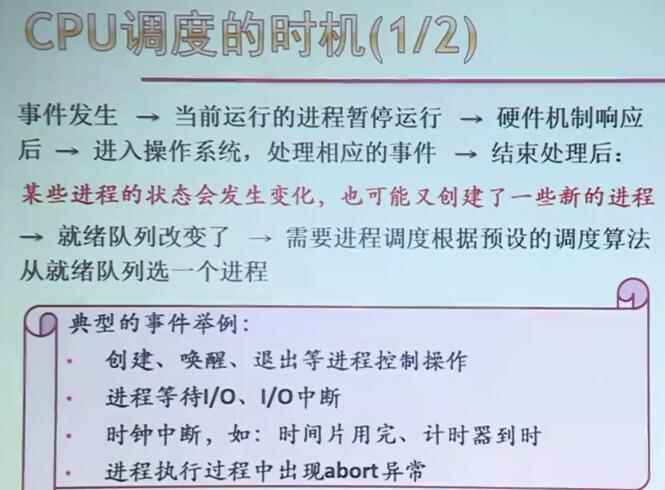 CPU调度的时机(1/2)
事件发生 → 当前运行的进程暂停运行 → 硬件机制响应
后 → 进入操作系统，处理相应的事件 → 结束处理后：
某些进程的状态会发生变化，也可能又创建了一些新的进程
→ 就绪队列改变了 → 需要进程调度根据预设的调度算法
从就绪队列选一个进程
典型的事件举例：
· 创建、唤醒、退出等进程控制操作
· 进程等待I/O、I/O中断
· 时钟中断，如：时间片用完、计时器到时
· 进程执行过程中出现abort异常